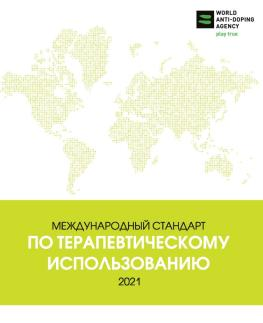 WORLD
ANTI-DOPING
AGENCY
play true
МЕЖДУНАРОДНЫЙ СТАНДАРТ
ПО ТЕРАПЕВТИЧЕСКОМУ
ИСПОЛЬЗОВАНИЮ
2021